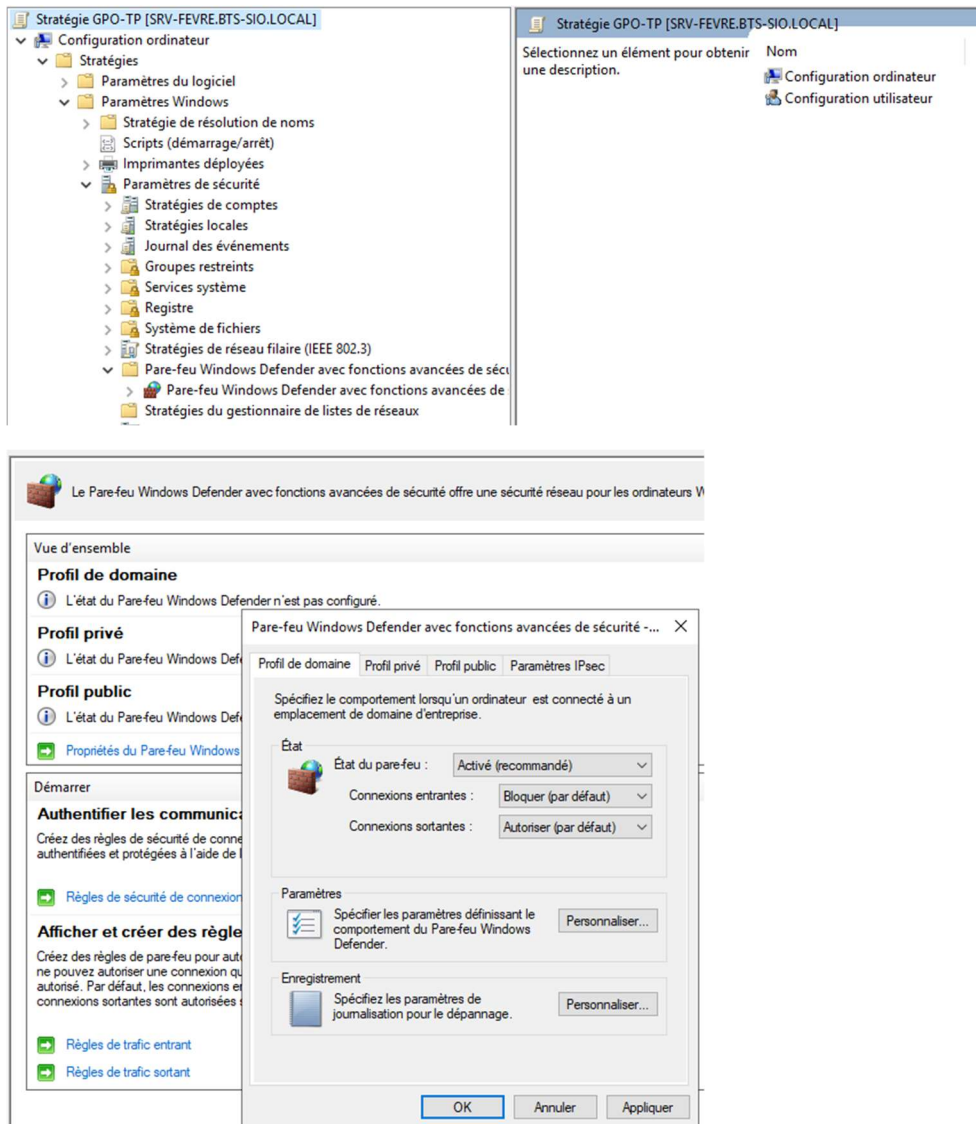 Stratégie GPO-TP [SRV-FEVRE.BTS-SIO.LOCAL]
Configuration ordinateur
Stratégies
Paramètres du logiciel
Paramètres Windows
Stratégie de résolution de noms
Scripts (démarrage/arrêt)
Imprimantes déployées
Paramètres de sécurité
Stratégies de comptes
Stratégies locales
Journal des événements
Groupes restreints
Services système
Registre
Système de fichiers
Stratégies de réseau filaire (IEEE 802.3)
Pare-feu Windows Defender avec fonctions avancées de sécu
Pare-feu Windows Defender avec fonctions avancées de
Stratégies du gestionnaire de listes de réseaux
Stratégie GPO-TP [SRV-FEVRE.BTS-SIO.LOCAL]
Sélectionnez un élément pour obtenir
une description.
Nom
Configuration ordinateur
Configuration utilisateur
Le Pare-feu Windows Defender avec fonctions avancées de sécurité offre une sécurité réseau pour les ordinateurs W
Vue d'ensemble
Profil de domaine
L'état du Pare-feu Windows Defender n'est pas configuré.
Profil privé
L'état du Pare-feu Windows Defe
Profil public
L'état du Pare-feu Windows Defe
Propriétés du Pare-feu Windows
Démarrer
Authentifier les communica
Créez des règles de sécurité de conne
authentifiées et protégées à l'aide de l
Règles de sécurité de connexion
Afficher et créer des règle
Créez des règles de pare-feu pour auto
ne pouvez autoriser une connexion qu
autorisé. Par défaut, les connexions e
connexions sortantes sont autorisées s
Règles de trafic entrant
Règles de trafic sortant
Pare-feu Windows Defender avec fonctions avancées de sécurité -...
Profil de domaine Profil privé Profil public Paramètres IPsec
Spécifiez le comportement lorsqu'un ordinateur est connecté à un
emplacement de domaine d'entreprise.
État
État du pare-feu : Activé (recommandé)
Connexions entrantes : Bloquer (par défaut)
Connexions sortantes : Autoriser (par défaut)
Paramètres
Spécifier les paramètres définissant le
comportement du Pare-feu Windows
Defender.
Personnaliser...
Enregistrement
Spécifiez les paramètres de
journalisation pour le dépannage.
Personnaliser...
OK Annuler Appliquer